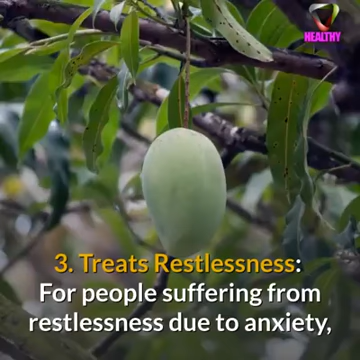 HEALTHY
3. Treats Restlessness:
For people suffering from
restlessness due to anxiety,